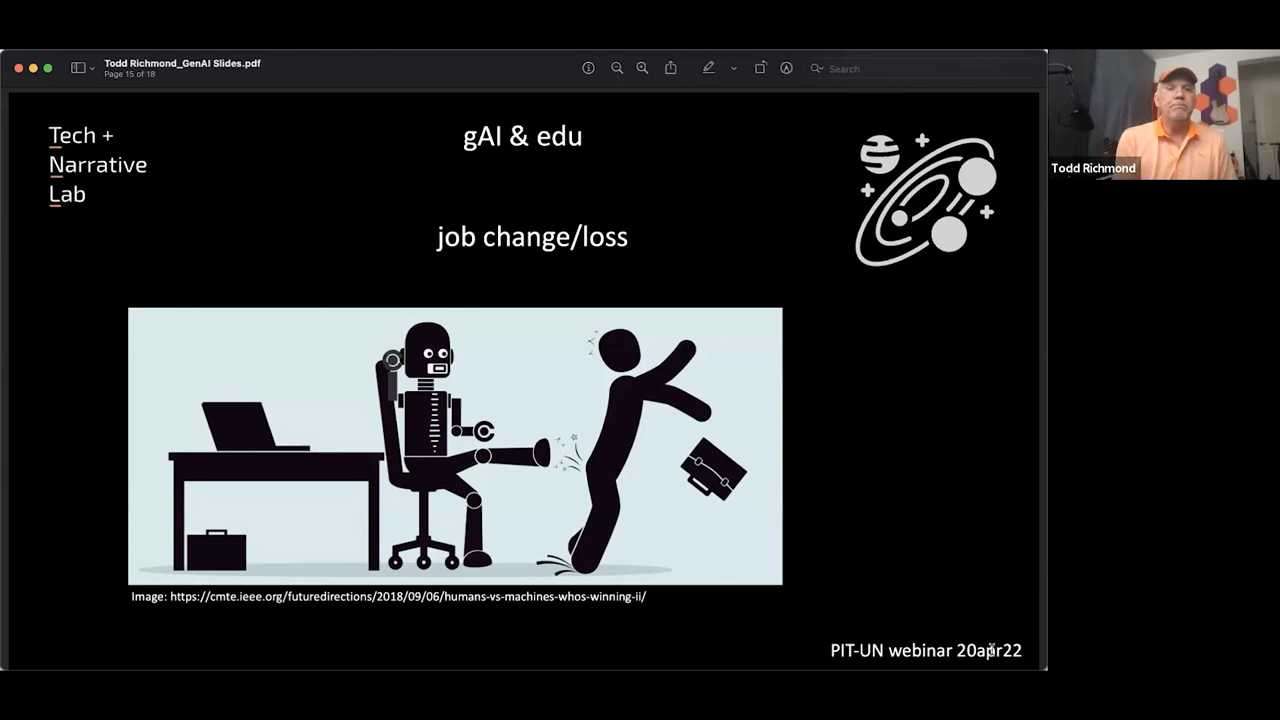 Todd Richmond_GenAI Slides.pdf
Page 15 of 18
Search
Tech +
Narrative
Lab
gAI & edu
job change/loss
Image: https://cmte.ieee.org/futuredirections/2018/09/06/humans-vs-machines-whos-winning-ii/
PIT-UN webinar 20apr22
Todd Richmond